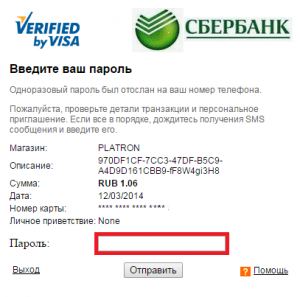 VERIFIED
by VISA
СБЕРБАНК
Введите ваш пароль
Одноразовый пароль был отослан на ваш номер телефона.
Пожалуйста, проверьте детали транзакции и персональное
приглашение. Если все в порядке, дождитесь получения SMS
сообщения и введите его.
Магазин: PLATRON
Описание: 970DF1CF-7CC3-47DF-B5C9-
A4D9D161CBB9-fF8W4gi3H8
Сумма: RUB 1.06
Дата: 12/03/2014
Номер карты: **** **** **** ****
Личное приветствие: None
Пароль:
Выход Отправить ? Помощь